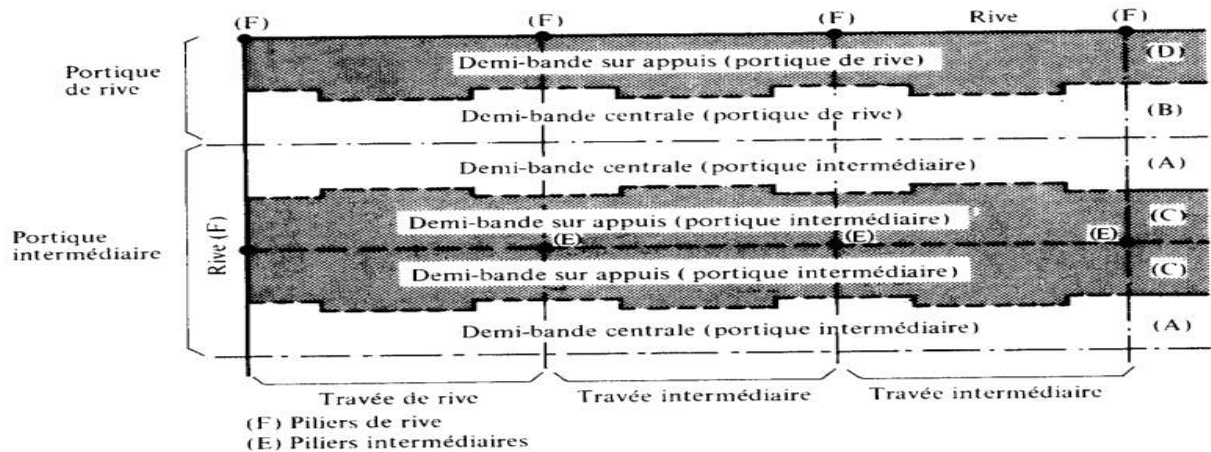 (F) (F) (F) Rive (F)
Portique
de rive
Demi-bande sur appuis (portique de rive)
(D)
Demi-bande centrale (portique de rive)
(B)
Demi-bande centrale (portique intermédiaire)
(A)
Portique
intermédiaire
Rive (F)
Demi-bande sur appuis (portique intermédiaire)
(C)
(E) (E) (E)
Demi-bande sur appuis ( portique intermédiaire)
(C)
Demi-bande centrale (portique intermédiaire)
(A)
Travée de rive Travée intermédiaire Travée intermédiaire
(F) Piliers de rive
(E) Piliers intermédiaires